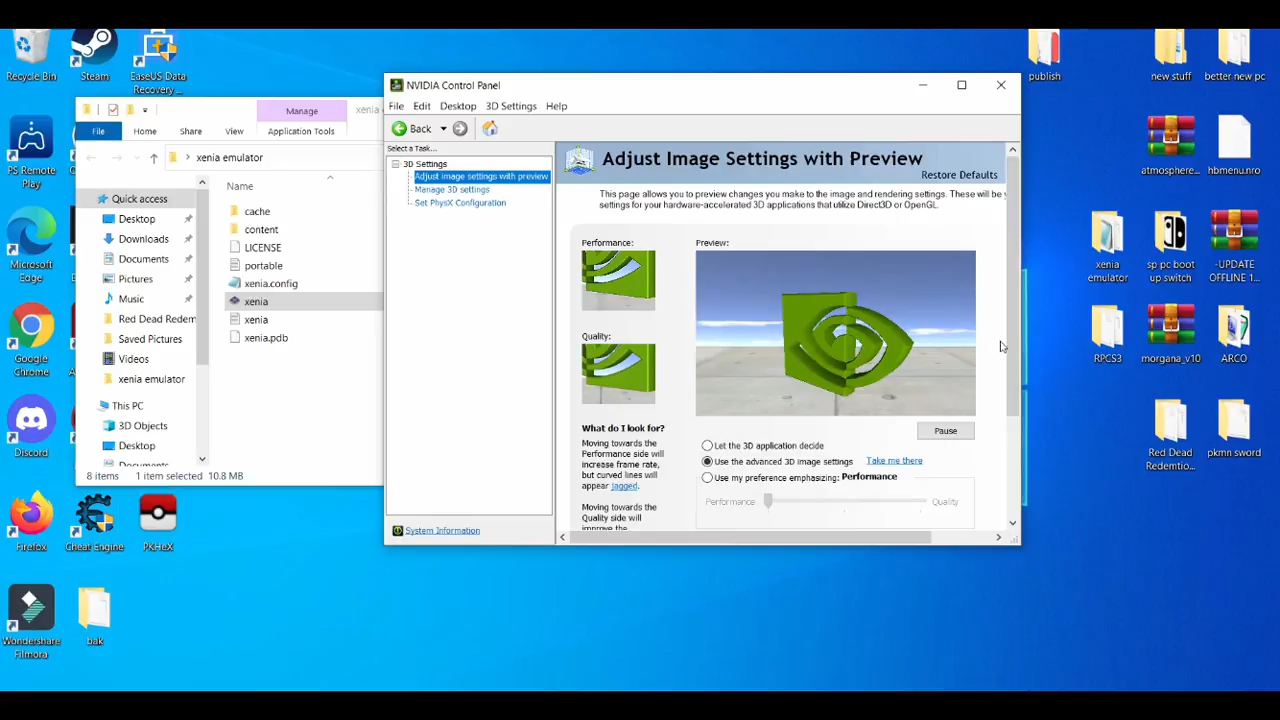 Recycle Bin
Steam
EaseUS Data
Recovery ...
PS Remote
Play
Microsoft
Edge
Google
Chrome
Discord
Firefox
Cheat Engine
PKHeX
Wondershare
Filmora
bak
Manage
xenia
File
Home
Share
View
Application Tools
xenia emulator
Quick access
Desktop
Downloads
Documents
Pictures
Music
Red Dead Redem
Saved Pictures
Videos
xenia emulator
This PC
3D Objects
Desktop
Documents
Name
cache
content
LICENSE
portable
xenia.config
xenia
xenia
xenia.pdb
8 items
1 item selected 10.8 MB
NVIDIA Control Panel
File
Edit
Desktop
3D Settings
Help
Back
Select a Task...
3D Settings
Adjust image settings with preview
Manage 3D settings
Set PhysX Configuration
System Information
Adjust Image Settings with Preview
Restore Defaults
This page allows you to preview changes you make to the image and rendering settings. These will be y
settings for your hardware-accelerated 3D applications that utilize Direct3D or OpenGL.
Performance:
Quality:
What do I look for?
Moving towards the
Performance side will
increase frame rate,
but curved lines will
appear jagged.
Moving towards the
Quality side will
improve the
Preview:
Pause
Let the 3D application decide
Use the advanced 3D image settings
Take me there
Use my preference emphasizing: Performance
Performance
Quality
publish
new stuff
better new pc
atmosphere...
hbmenu.nro
xenia
emulator
sp pc boot
up switch
-UPDATE
OFFLINE 1...
RPCS3
morgana_v10
ARCO
Red Dead
Redemtio...
pkmn sword